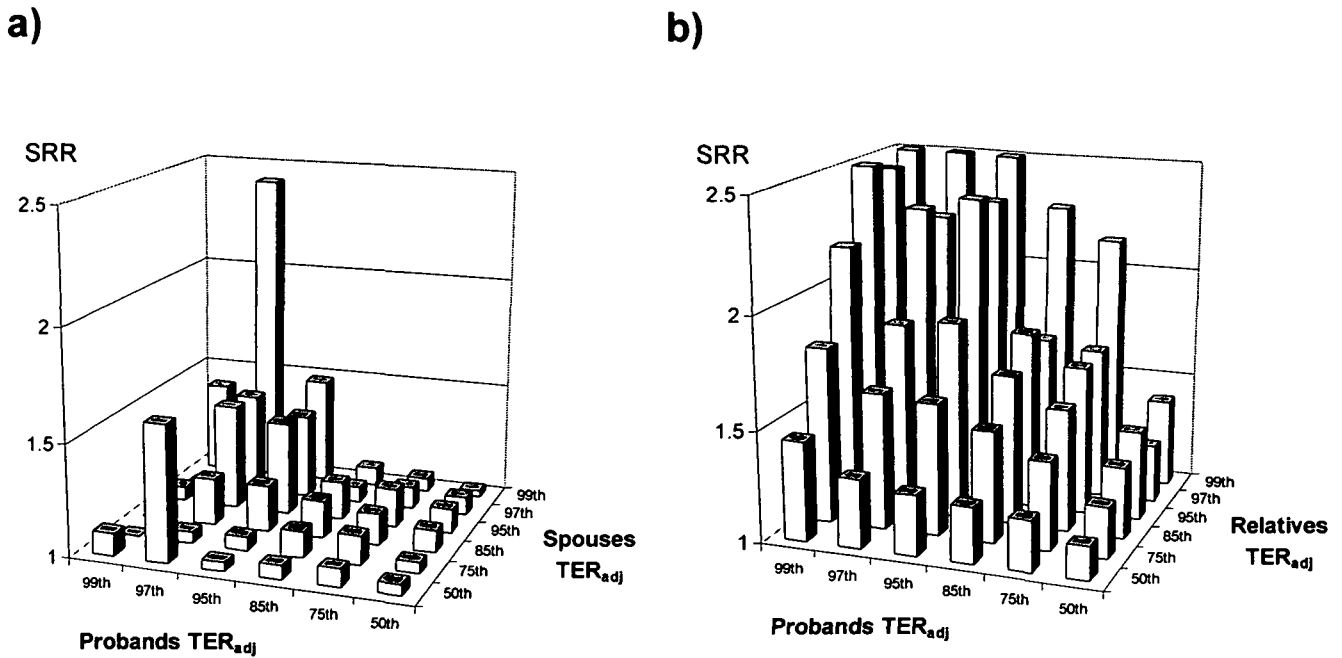 a)
SRR
2.5
2
1.5
1
99th
97th
95th
85th
75th
50th
Probands TERadj
99th
97th
95th
85th
75th
50th
Spouses
TERadj
b)
SRR
2.5
2
1.5
1
99th
97th
95th
85th
75th
50th
Probands TERadj
99th
97th
95th
85th
75th
50th
Relatives
TERadj